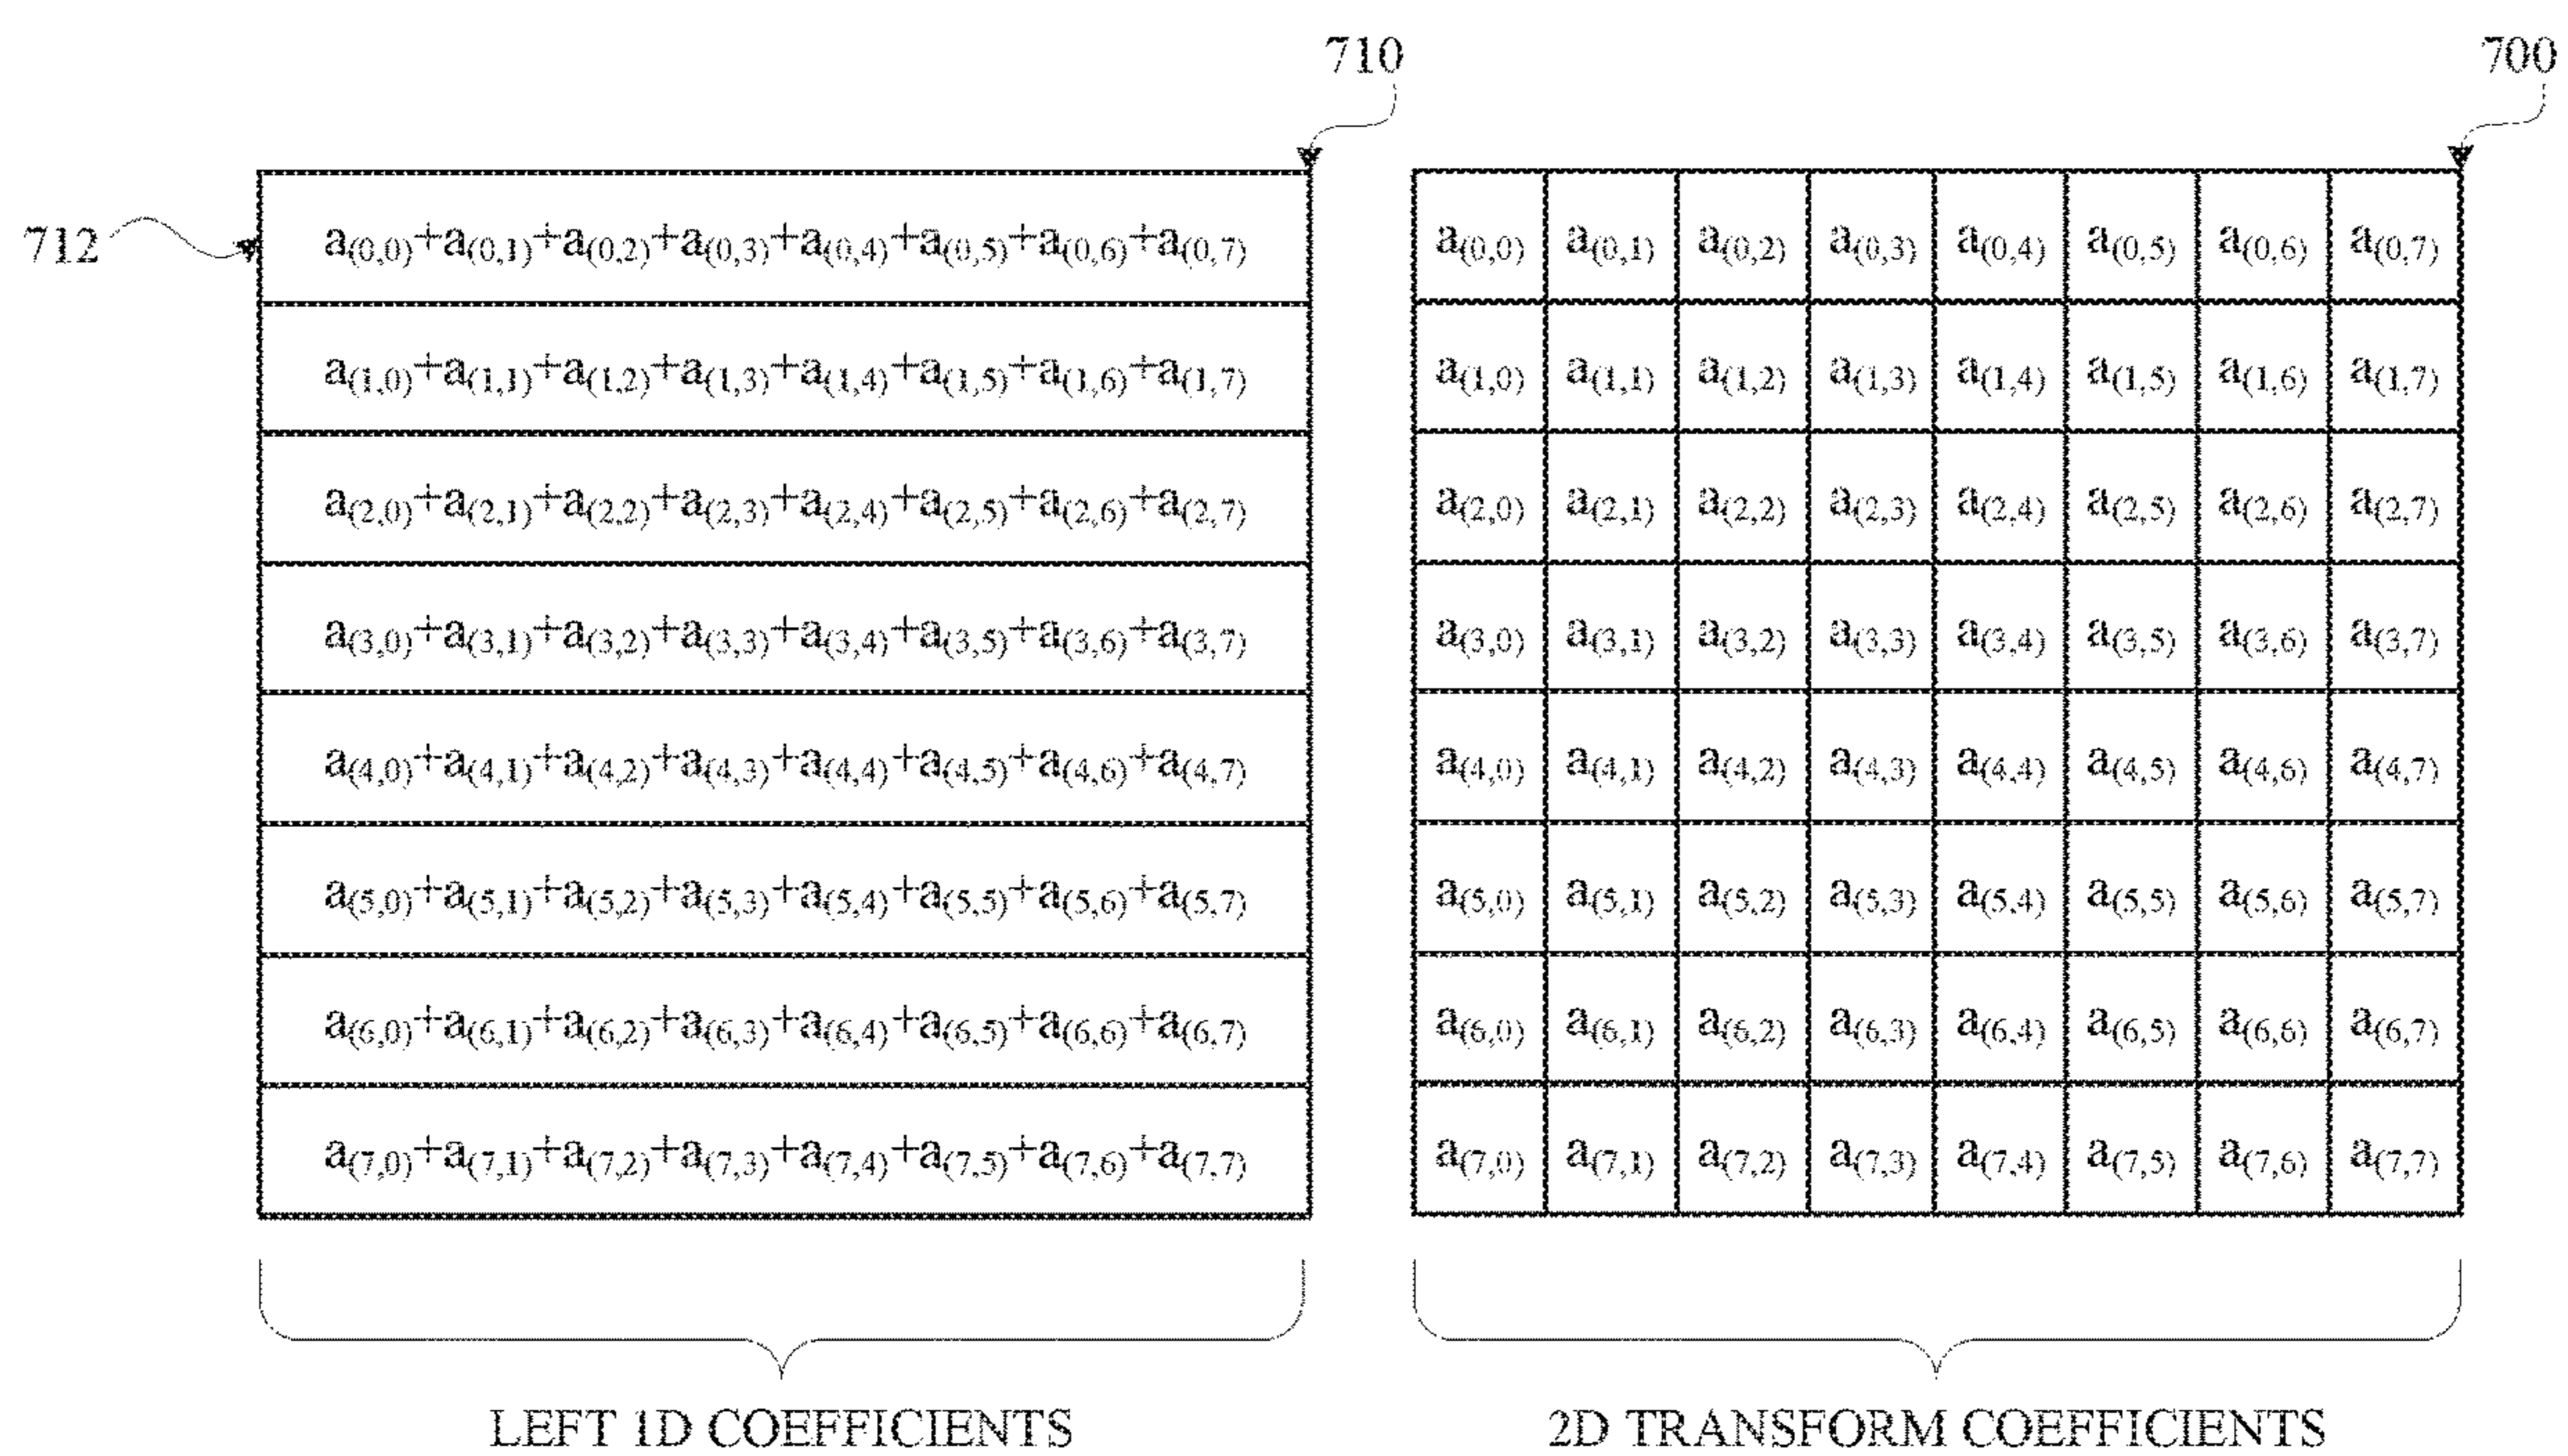 710
700
712
a(0,0)+a(0,1)+a(0,2)+a(0,3)+a(0,4)+a(0,5)+a(0,6)+a(0,7) a(0,0) a(0,1) a(0,2) a(0,3) a(0,4) a(0,5) a(0,6) a(0,7)
a(1,0)+a(1,1)+a(1,2)+a(1,3)+a(1,4)+a(1,5)+a(1,6)+a(1,7) a(1,0) a(1,1) a(1,2) a(1,3) a(1,4) a(1,5) a(1,6) a(1,7)
a(2,0)+a(2,1)+a(2,2)+a(2,3)+a(2,4)+a(2,5)+a(2,6)+a(2,7) a(2,0) a(2,1) a(2,2) a(2,3) a(2,4) a(2,5) a(2,6) a(2,7)
a(3,0)+a(3,1)+a(3,2)+a(3,3)+a(3,4)+a(3,5)+a(3,6)+a(3,7) a(3,0) a(3,1) a(3,2) a(3,3) a(3,4) a(3,5) a(3,6) a(3,7)
a(4,0)+a(4,1)+a(4,2)+a(4,3)+a(4,4)+a(4,5)+a(4,6)+a(4,7) a(4,0) a(4,1) a(4,2) a(4,3) a(4,4) a(4,5) a(4,6) a(4,7)
a(5,0)+a(5,1)+a(5,2)+a(5,3)+a(5,4)+a(5,5)+a(5,6)+a(5,7) a(5,0) a(5,1) a(5,2) a(5,3) a(5,4) a(5,5) a(5,6) a(5,7)
a(6,0)+a(6,1)+a(6,2)+a(6,3)+a(6,4)+a(6,5)+a(6,6)+a(6,7) a(6,0) a(6,1) a(6,2) a(6,3) a(6,4) a(6,5) a(6,6) a(6,7)
a(7,0)+a(7,1)+a(7,2)+a(7,3)+a(7,4)+a(7,5)+a(7,6)+a(7,7) a(7,0) a(7,1) a(7,2) a(7,3) a(7,4) a(7,5) a(7,6) a(7,7)
LEFT 1D COEFFICIENTS
2D TRANSFORM COEFFICIENTS